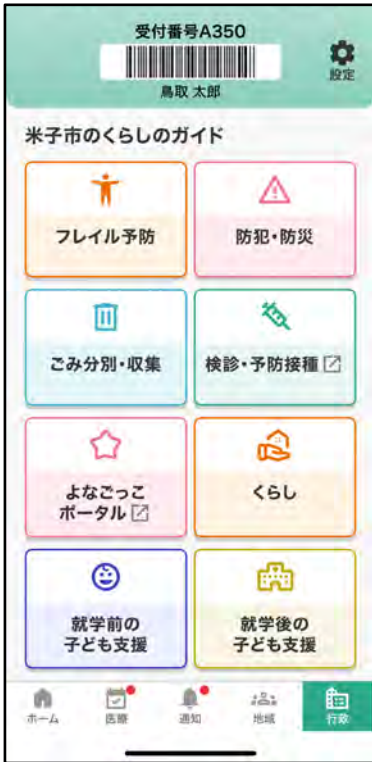 受付番号A350
設定
鳥取 太郎
米子市のくらしのガイド
フレイル予防
防犯・防災
ごみ分別・収集
検診・予防接種
よなごっこ
ポータル
くらし
就学前の
子ども支援
就学後の
子ども支援
ホーム
医療
通知
地域
行政